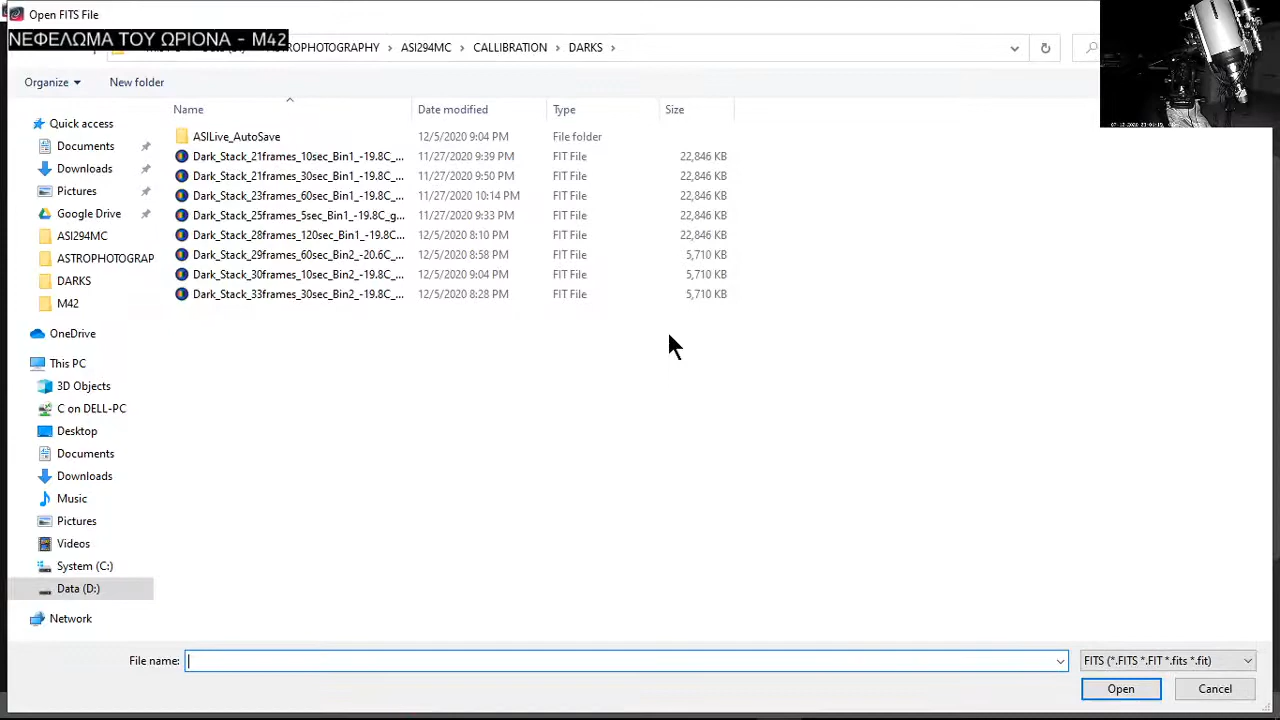 Open FITS File
ΝΕΦΕΛΩΜΑ ΤΟΥ ΩΡΙΟΝΑ - M42
ASTROPHOTOGRAPHY > ASI294MC > CALLIBRATION > DARKS >
Organize New folder
Name Date modified Type Size
Quick access
Documents
Downloads
Pictures
Google Drive
ASI294MC
ASTROPHOTOGRAP
DARKS
M42
OneDrive
This PC
3D Objects
C on DELL-PC
Desktop
Documents
Downloads
Music
Pictures
Videos
System (C:)
Data (D:)
Network
ASILive_AutoSave 12/5/2020 9:04 PM File folder
Dark_Stack_21frames_10sec_Bin1_-19.8C_... 11/27/2020 9:39 PM FIT File 22,846 KB
Dark_Stack_21frames_30sec_Bin1_-19.8C_... 11/27/2020 9:50 PM FIT File 22,846 KB
Dark_Stack_23frames_60sec_Bin1_-19.8C_... 11/27/2020 10:14 PM FIT File 22,846 KB
Dark_Stack_25frames_5sec_Bin1_-19.8C_g... 11/27/2020 9:33 PM FIT File 22,846 KB
Dark_Stack_28frames_120sec_Bin1_-19.8C... 12/5/2020 8:10 PM FIT File 22,846 KB
Dark_Stack_29frames_60sec_Bin2_-20.6C_... 12/5/2020 8:58 PM FIT File 5,710 KB
Dark_Stack_30frames_10sec_Bin2_-19.8C_... 12/5/2020 9:04 PM FIT File 5,710 KB
Dark_Stack_33frames_30sec_Bin2_-19.8C_... 12/5/2020 8:28 PM FIT File 5,710 KB
File name: FITS (*.FITS *.FIT *.fits *.fit)
Open Cancel